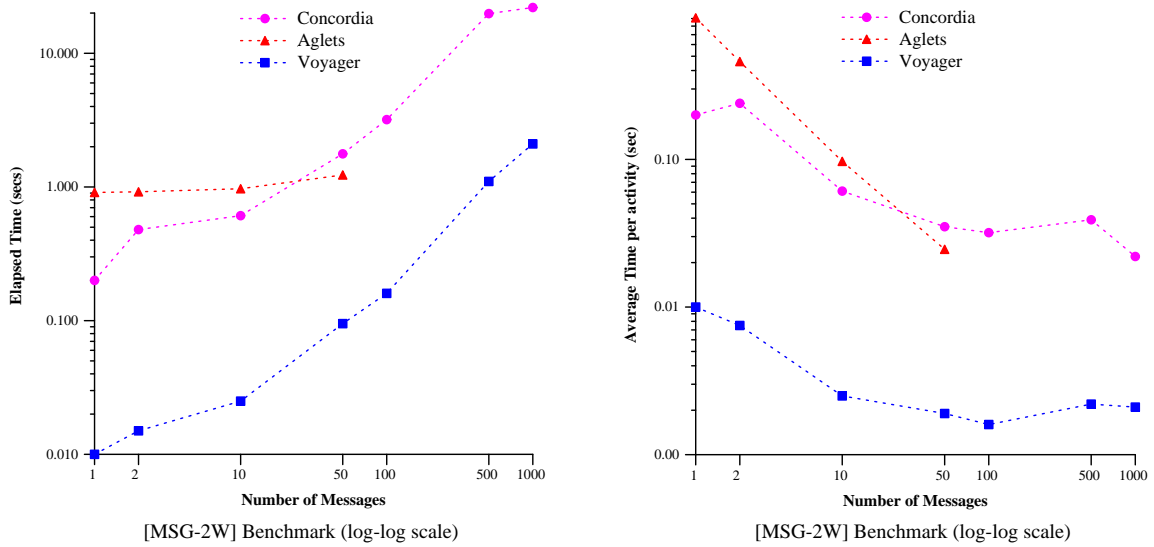 Concordia
Aglets
Voyager
10.000
1.000
0.100
0.010
Elapsed Time (secs)
1 2 10 50 100 500 1000
Number of Messages
[MSG-2W] Benchmark (log-log scale)
Concordia
Aglets
Voyager
0.10
0.01
0.00
Average Time per activity (sec)
1 2 10 50 100 500 1000
Number of Messages
[MSG-2W] Benchmark (log-log scale)